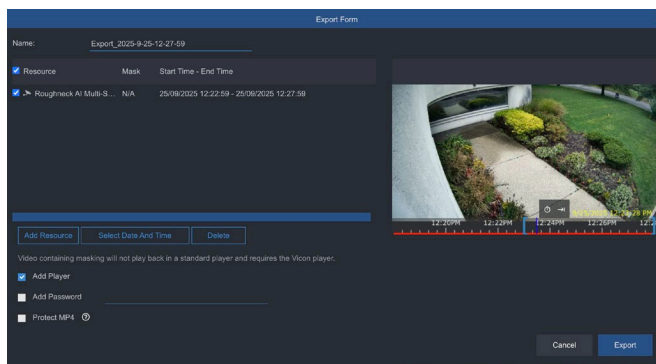 Export Form
Name: Export_2025-9-25-12-27-59
Resource Mask Start Time - End Time
Roughneck AI Multi-S... N/A 25/09/2025 12:22:59 - 25/09/2025 12:27:59
12:20PM 12:22PM 12:24PM 12:26PM
Add Resource Select Date And Time Delete
Video containing masking will not play back in a standard player and requires the Vicon player.
Add Player
Add Password
Protect MP4
Cancel Export